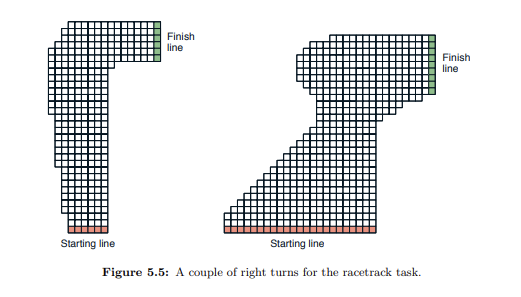 Finish
line
Finish
line
Starting line
Starting line
Figure 5.5: A couple of right turns for the racetrack task.